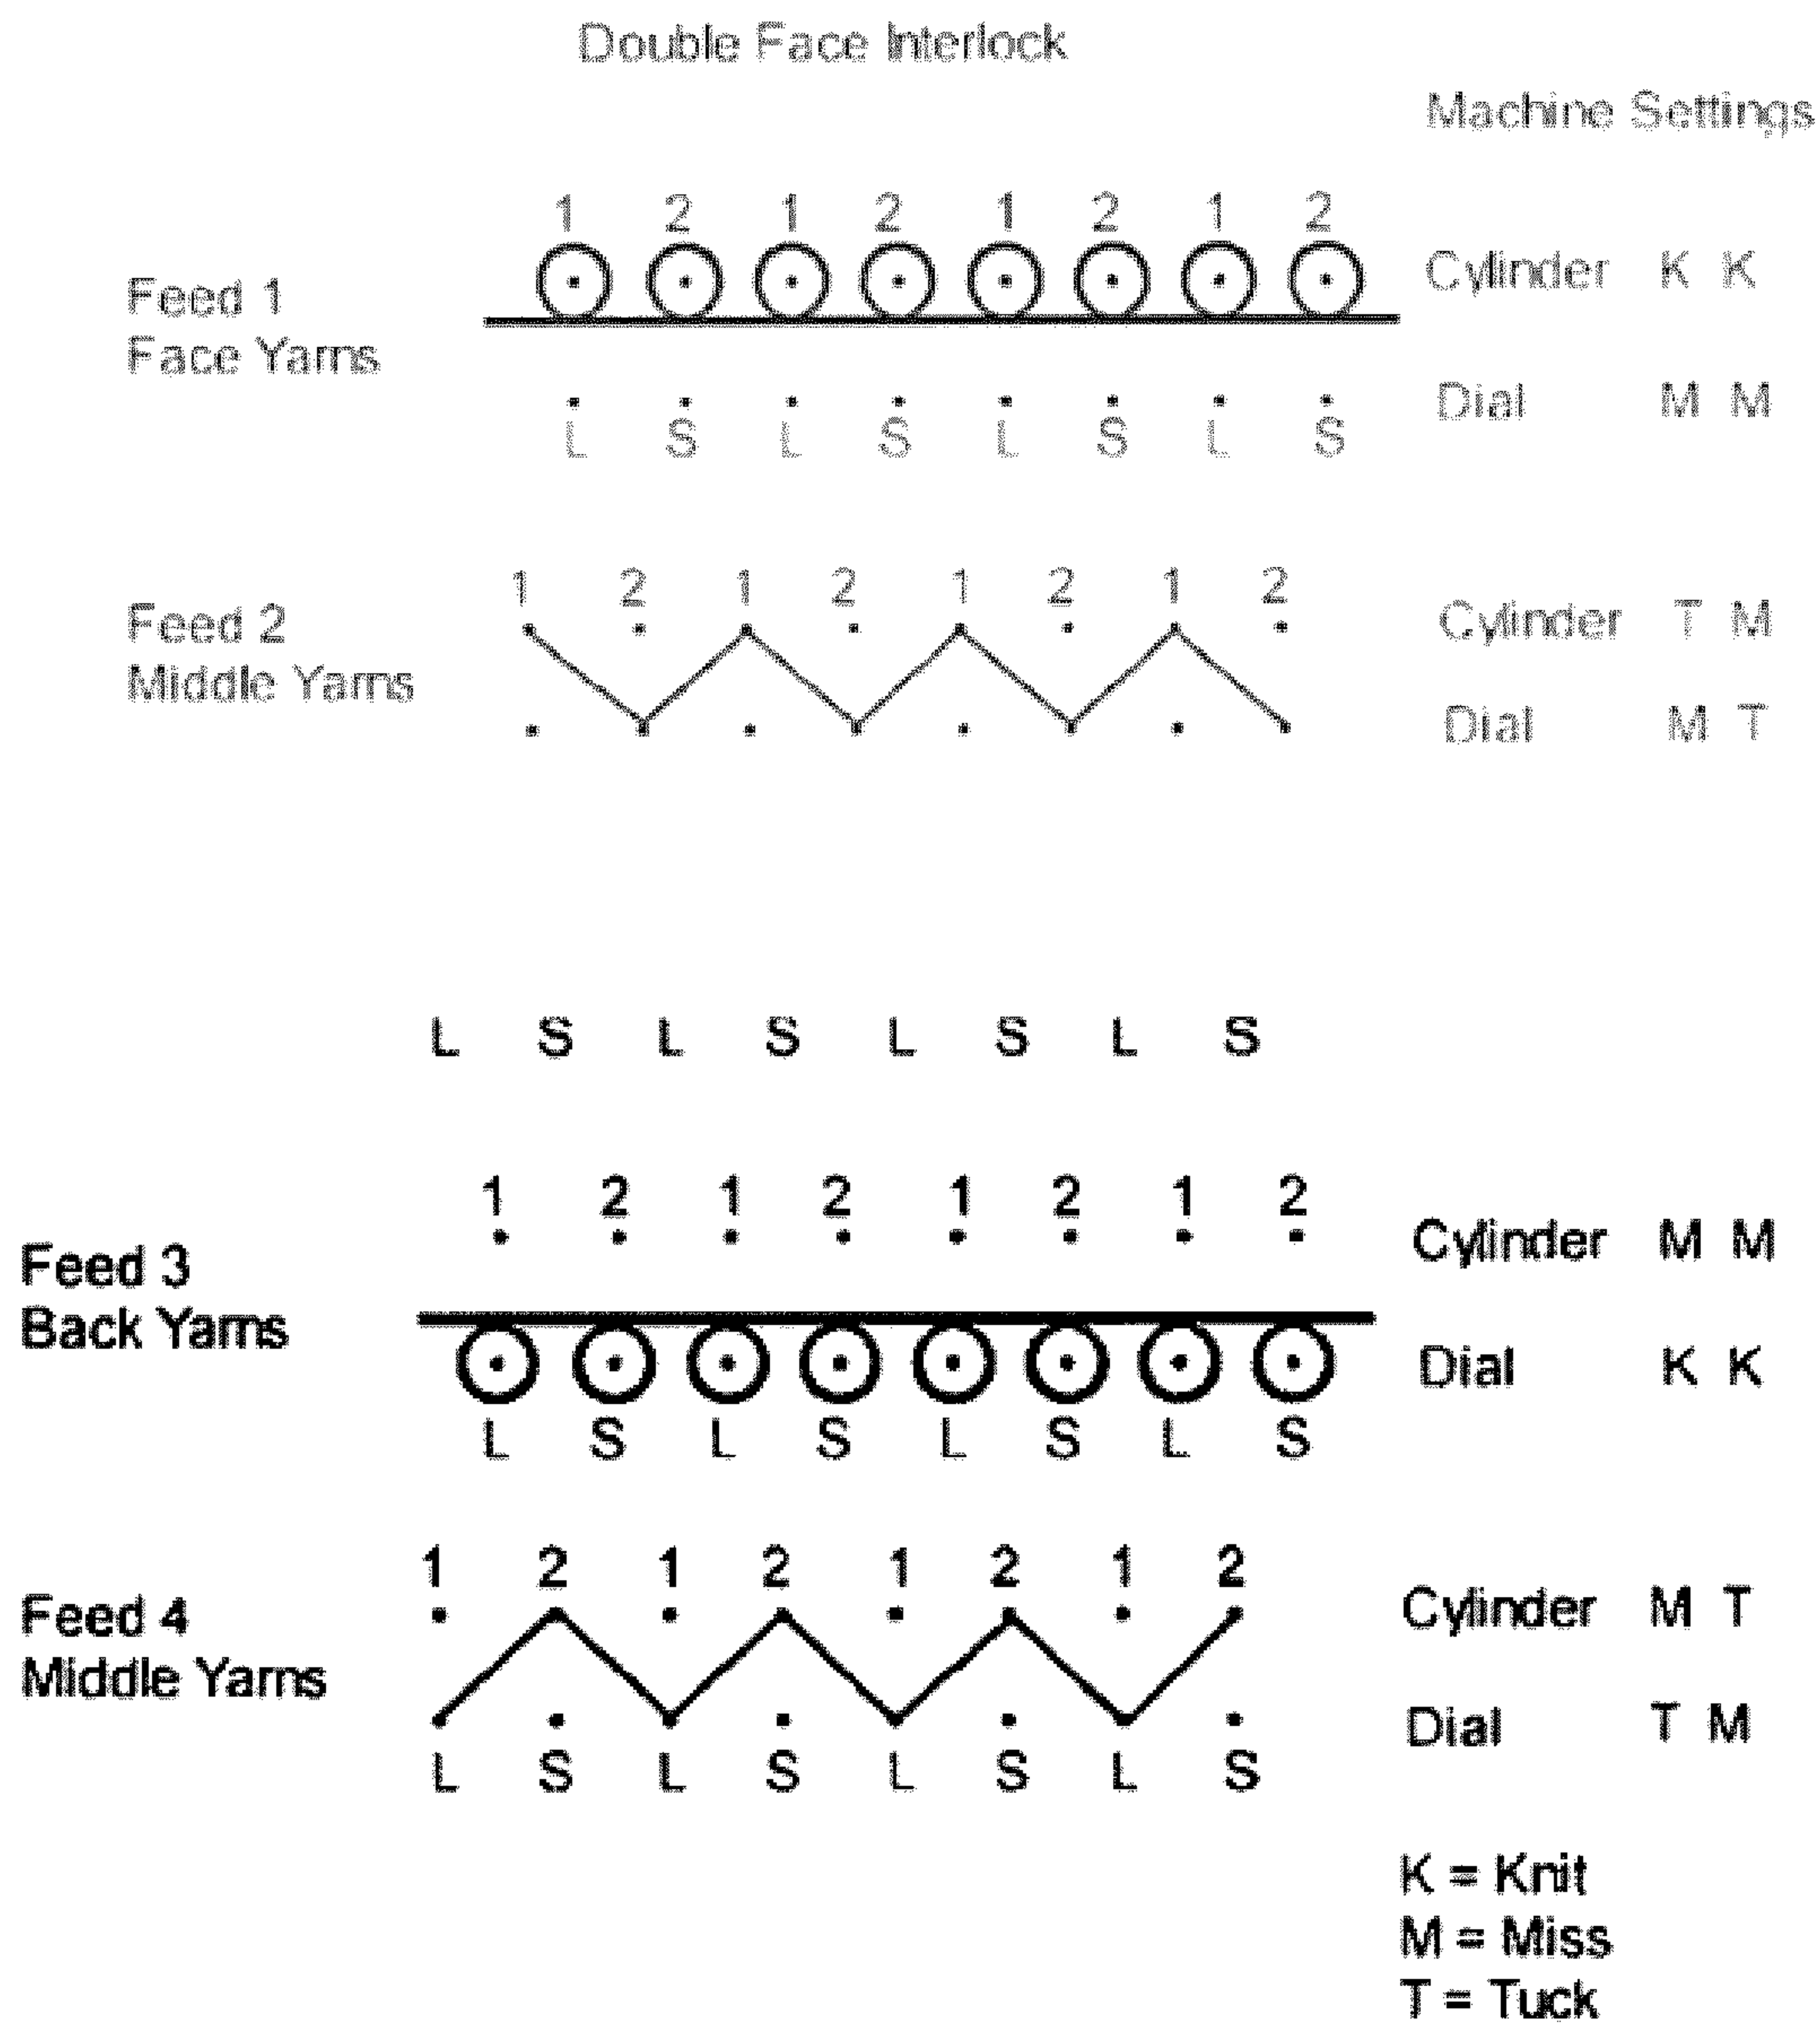 Double Face Interlock
Machine Settings
1 2 1 2 1 2 1 2
Feed 1
Face Yarns
Cylinder K K
Dial M M
L S L S L S L S
1 2 1 2 1 2 1 2
Feed 2
Middle Yarns
Cylinder T M
Dial M T
L S L S L S L S
1 2 1 2 1 2 1 2
Feed 3
Back Yarns
Cylinder M M
Dial K K
L S L S L S L S
1 2 1 2 1 2 1 2
Feed 4
Middle Yarns
Cylinder M T
Dial T M
L S L S L S L S
K = Knit
M = Miss
T = Tuck